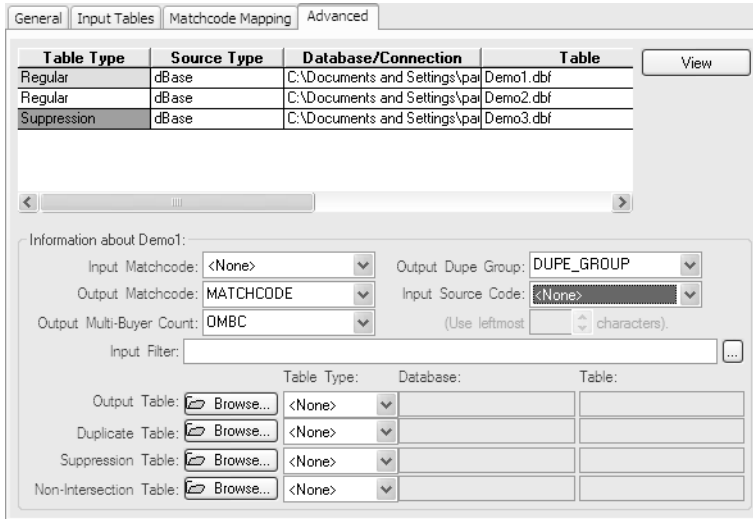 General Input Tables Matchcode Mapping Advanced
Table Type Source Type Database/Connection Table View
Regular dBase C:\Documents and Settings\pau Demo1.dbf
Regular dBase C:\Documents and Settings\pau Demo2.dbf
Suppression dBase C:\Documents and Settings\pau Demo3.dbf
Information about Demo1:
Input Matchcode: <None> Output Dupe Group: DUPE_GROUP
Output Matchcode: MATCHCODE Input Source Code: <None>
Output Multi-Buyer Count: OMBC (Use leftmost characters).
Input Filter: ...
Table Type: Database: Table:
Output Table: Browse... <None>
Duplicate Table: Browse... <None>
Suppression Table: Browse... <None>
Non-Intersection Table: Browse... <None>